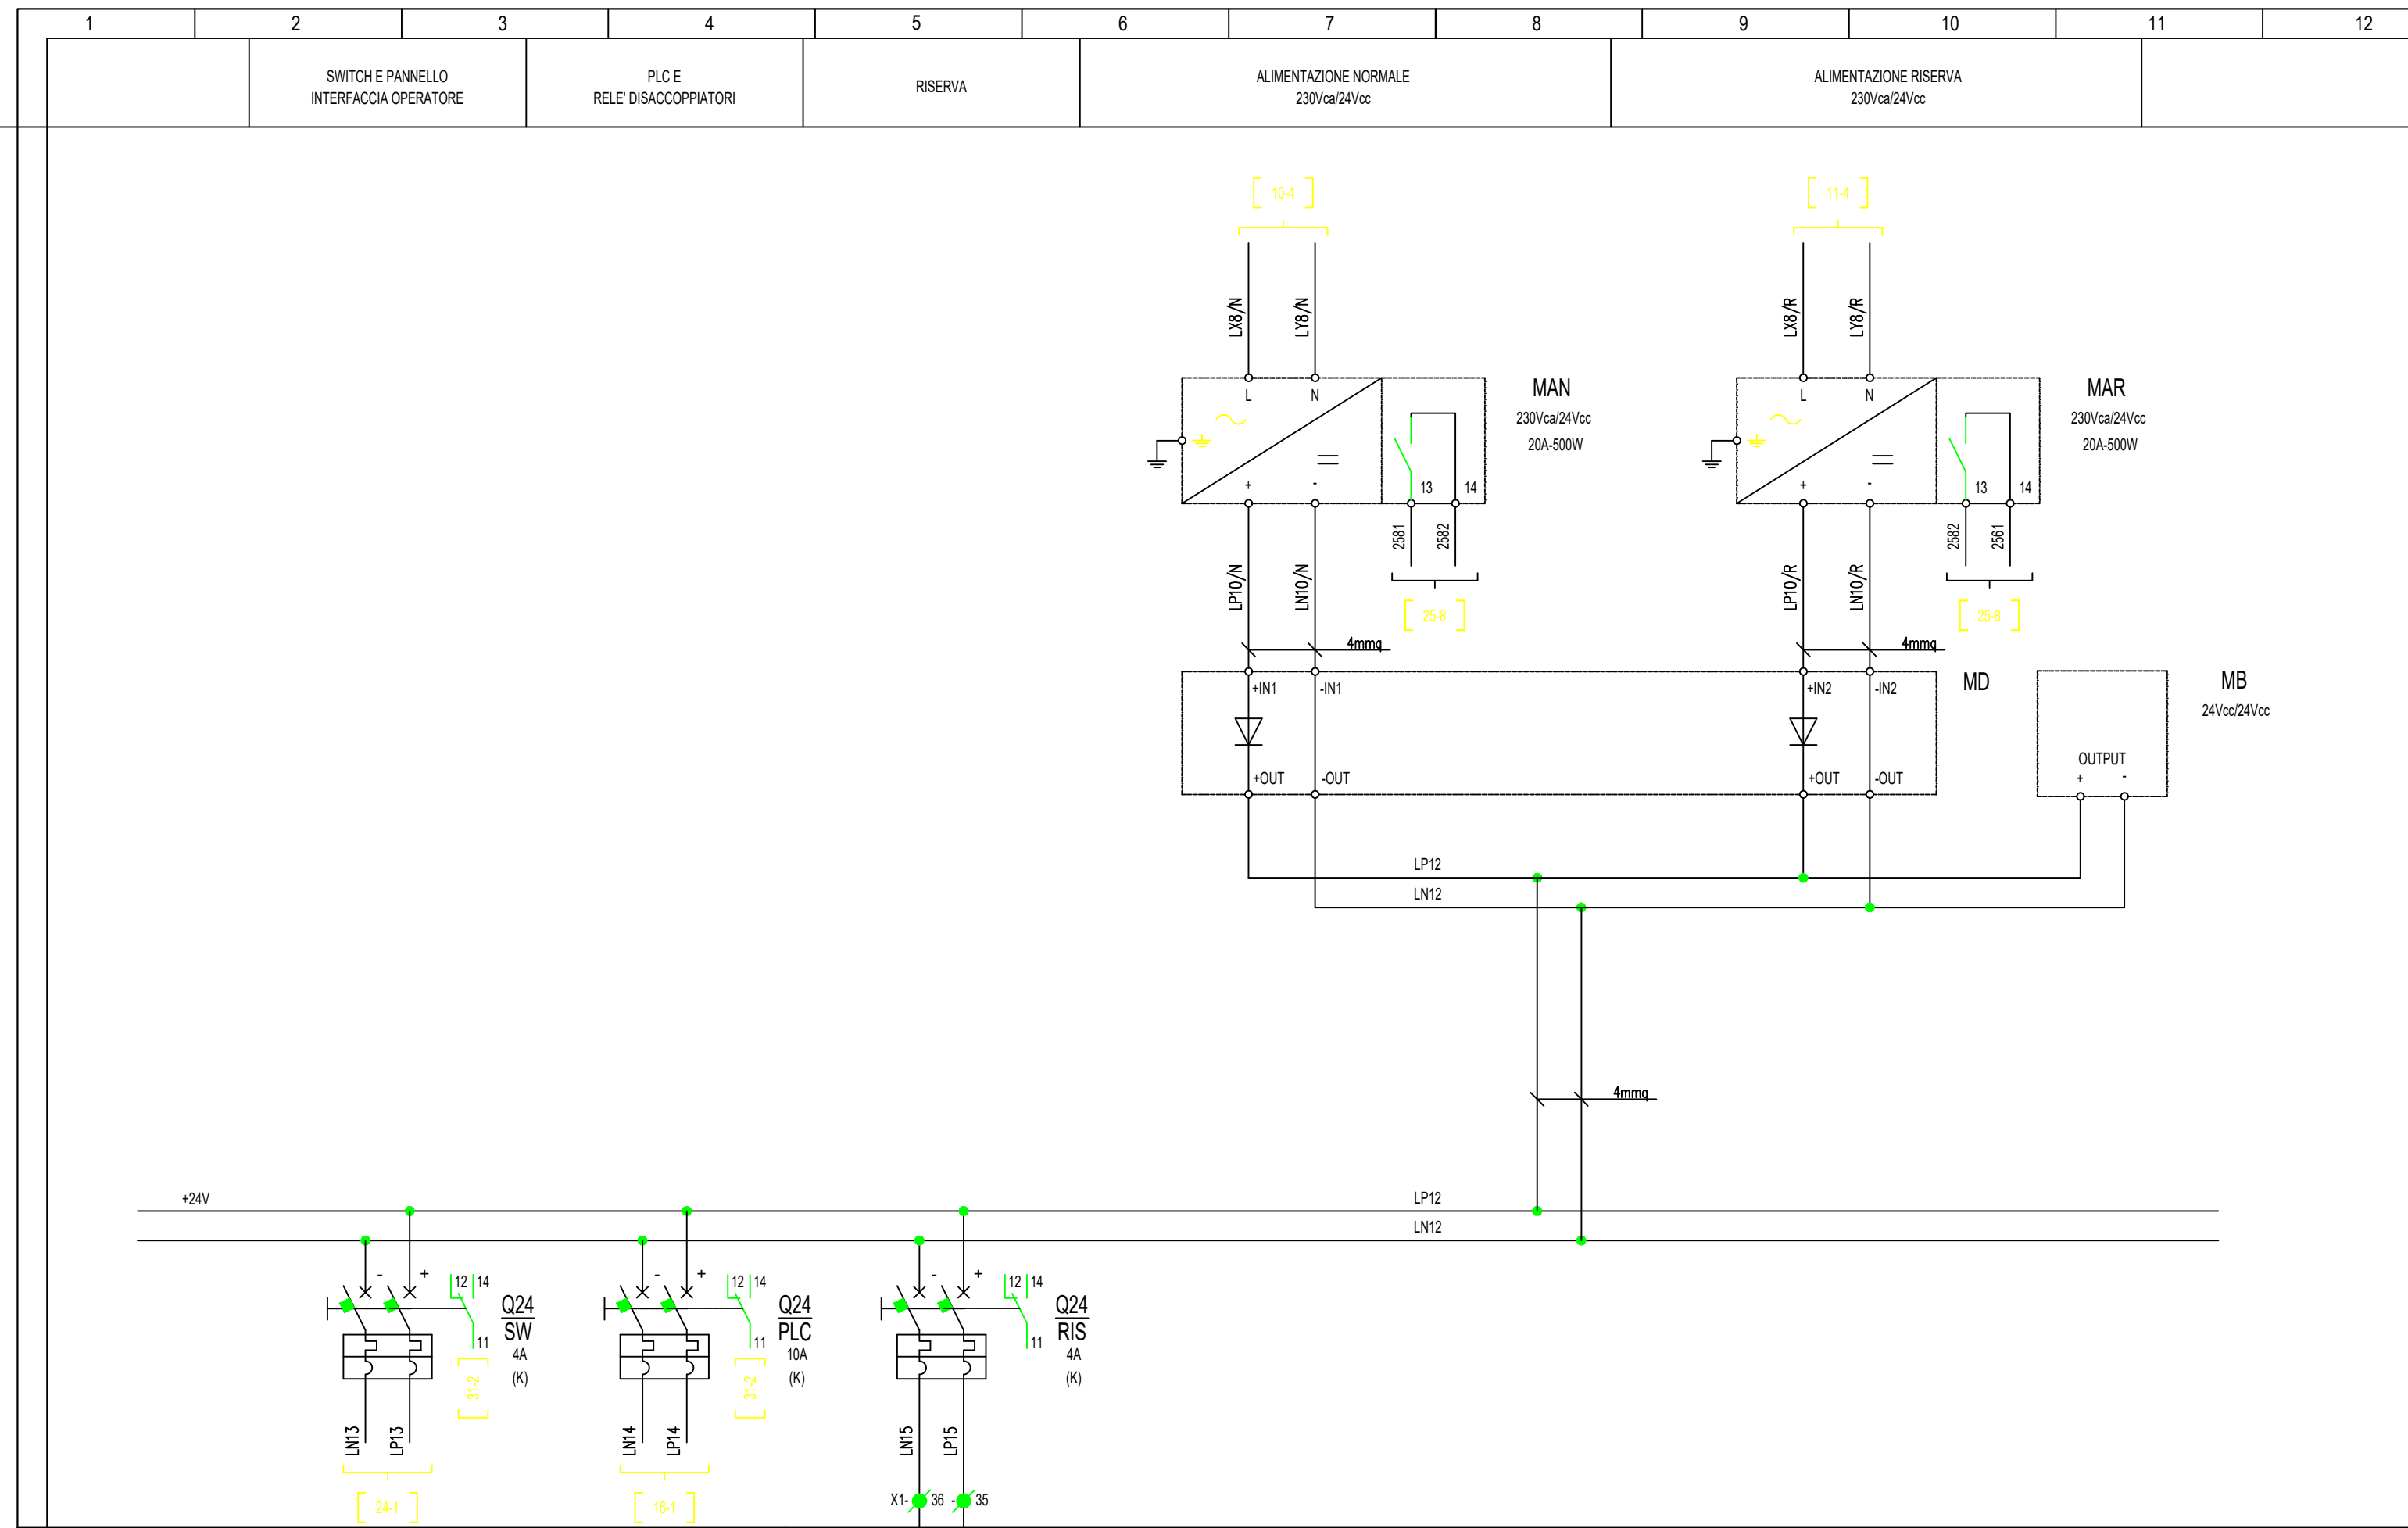 1 2 3 4 5 6 7 8 9 10 11 12
SWITCH E PANNELLO
INTERFACCIA OPERATORE
PLC E
RELE' DISACCOPPIATORI
RISERVA
ALIMENTAZIONE NORMALE
230Vca/24Vcc
ALIMENTAZIONE RISERVA
230Vca/24Vcc
10-4
11-4
LX8/N
LY8/N
LX8/R
LY8/R
L N
13 14
+ -
MAN
230Vca/24Vcc
20A-500W
L N
13 14
+ -
MAR
230Vca/24Vcc
20A-500W
2581
2582
2582
2561
LP10/N
LN10/N
LP10/R
LN10/R
25-8
25-8
4mmq
4mmq
+IN1 -IN1
+IN2 -IN2
MD
+OUT -OUT
+OUT -OUT
MB
24Vcc/24Vcc
OUTPUT
+ -
LP12
LN12
4mmq
+24V
LP12
LN12
- +
12 14
11
Q24
SW
4A
(K)
31-2
LN13
LP13
24-1
- +
12 14
11
Q24
PLC
10A
(K)
31-2
LN14
LP14
16-1
- +
12 14
11
Q24
RIS
4A
(K)
LN15
LP15
X1- 36 - 35